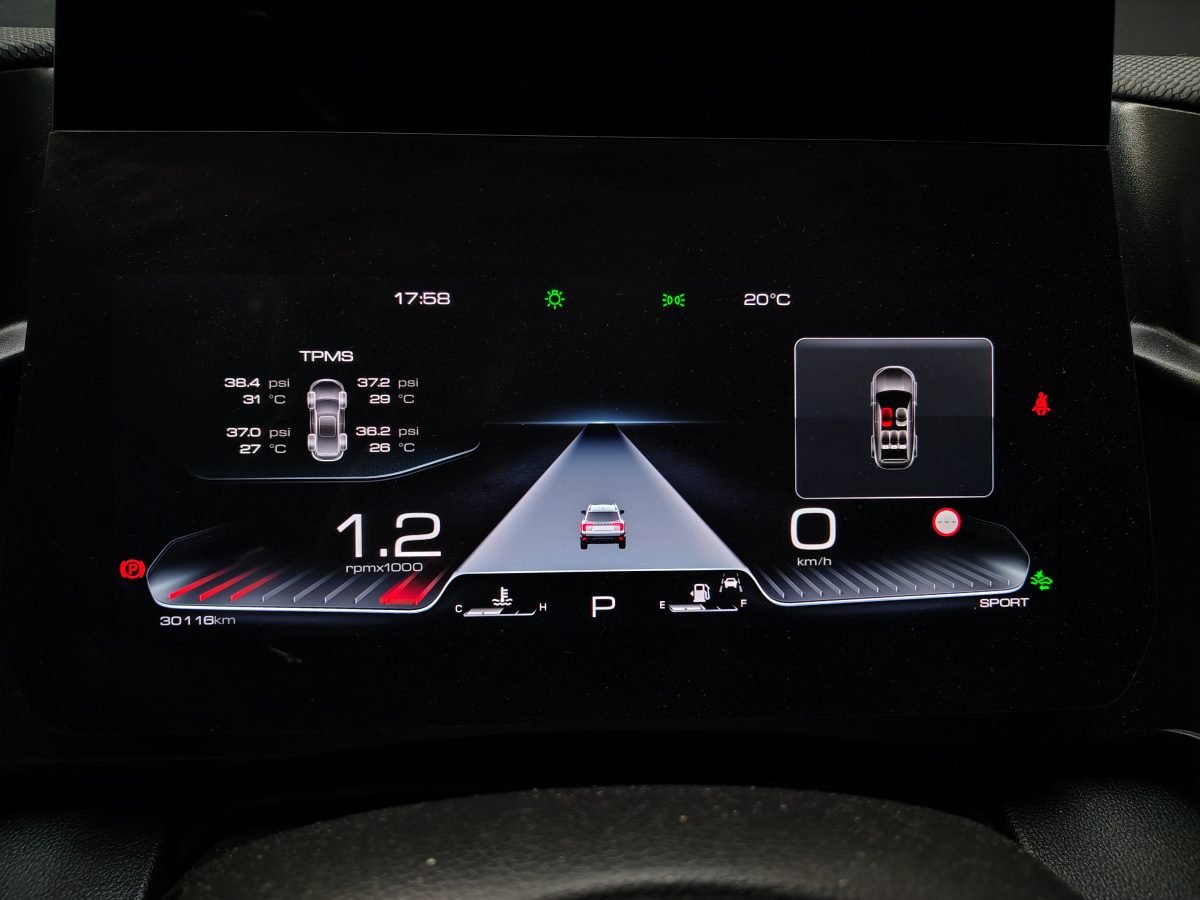 17:58 20°C
TPMS
38.4 psi 37.2 psi
31 °C 29 °C
37.0 psi 36.2 psi
27 °C 26 °C
1.2
rpmx1000
0
km/h
P
C H
P
E F
SPORT
30116km